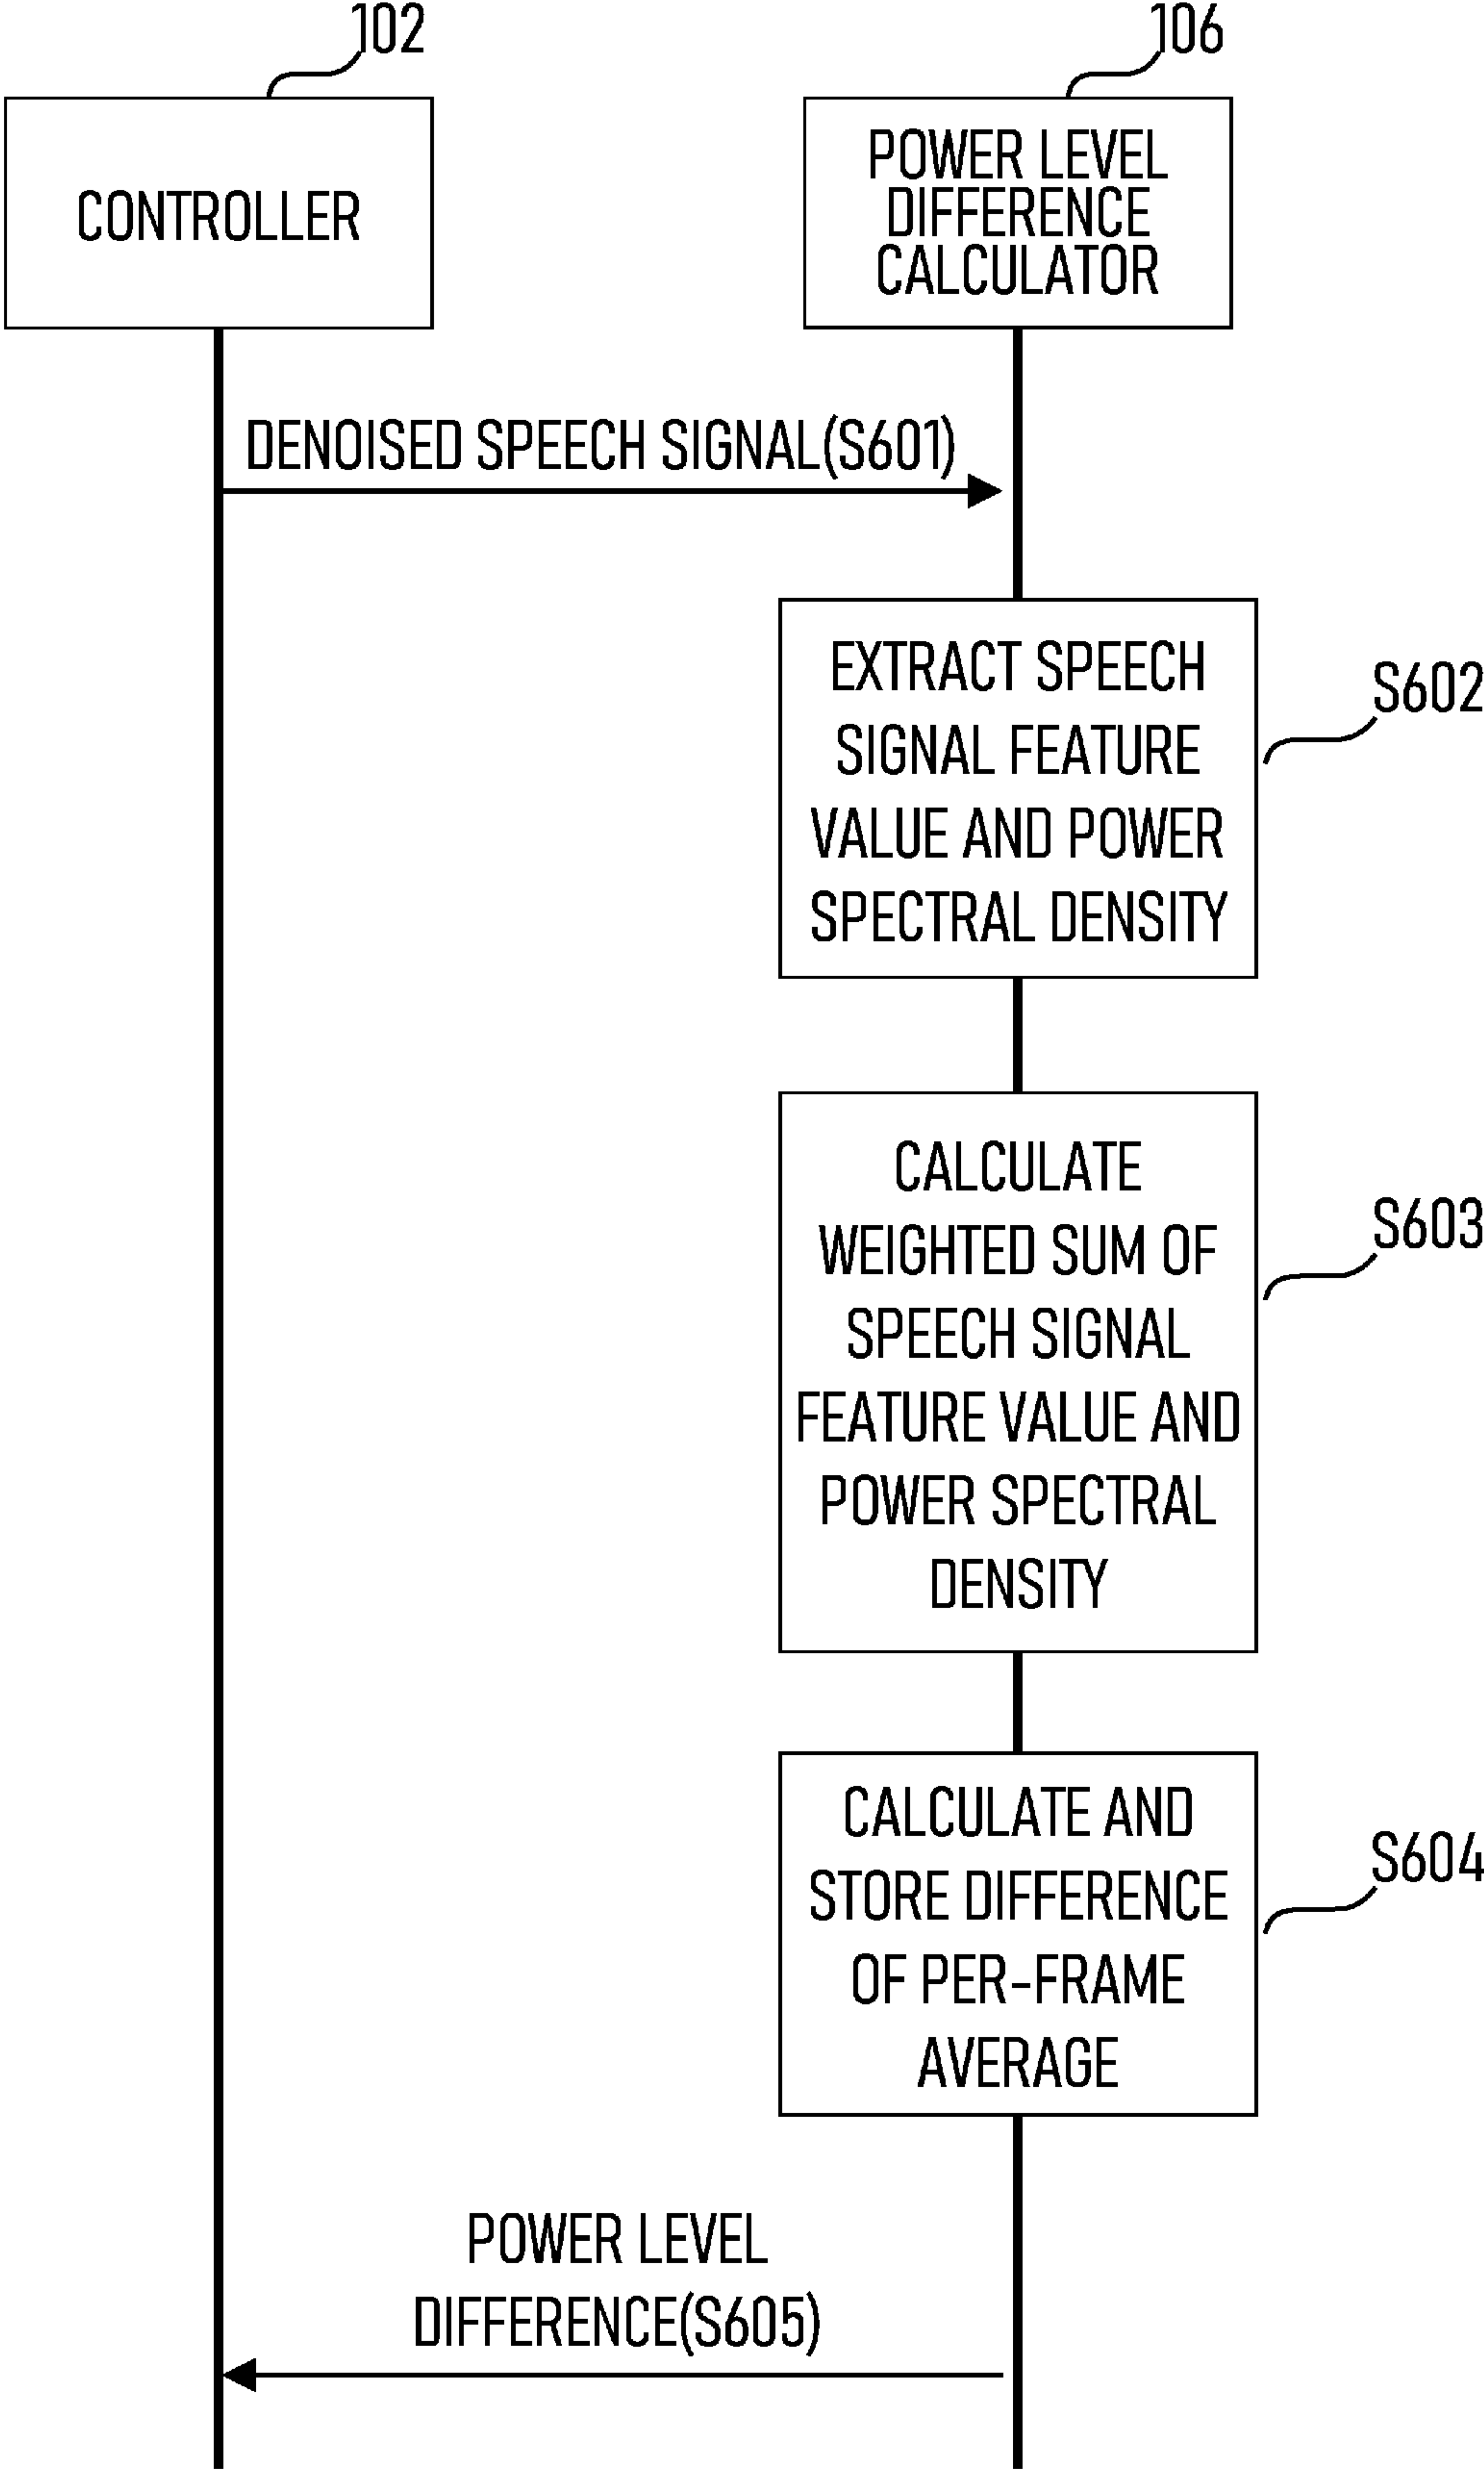 102
106
CONTROLLER
POWER LEVEL
DIFFERENCE
CALCULATOR
DENOISED SPEECH SIGNAL(S601)
EXTRACT SPEECH
SIGNAL FEATURE
VALUE AND POWER
SPECTRAL DENSITY
S602
CALCULATE
WEIGHTED SUM OF
SPEECH SIGNAL
FEATURE VALUE AND
POWER SPECTRAL
DENSITY
S603
CALCULATE AND
STORE DIFFERENCE
OF PER-FRAME
AVERAGE
S604
POWER LEVEL
DIFFERENCE(S605)